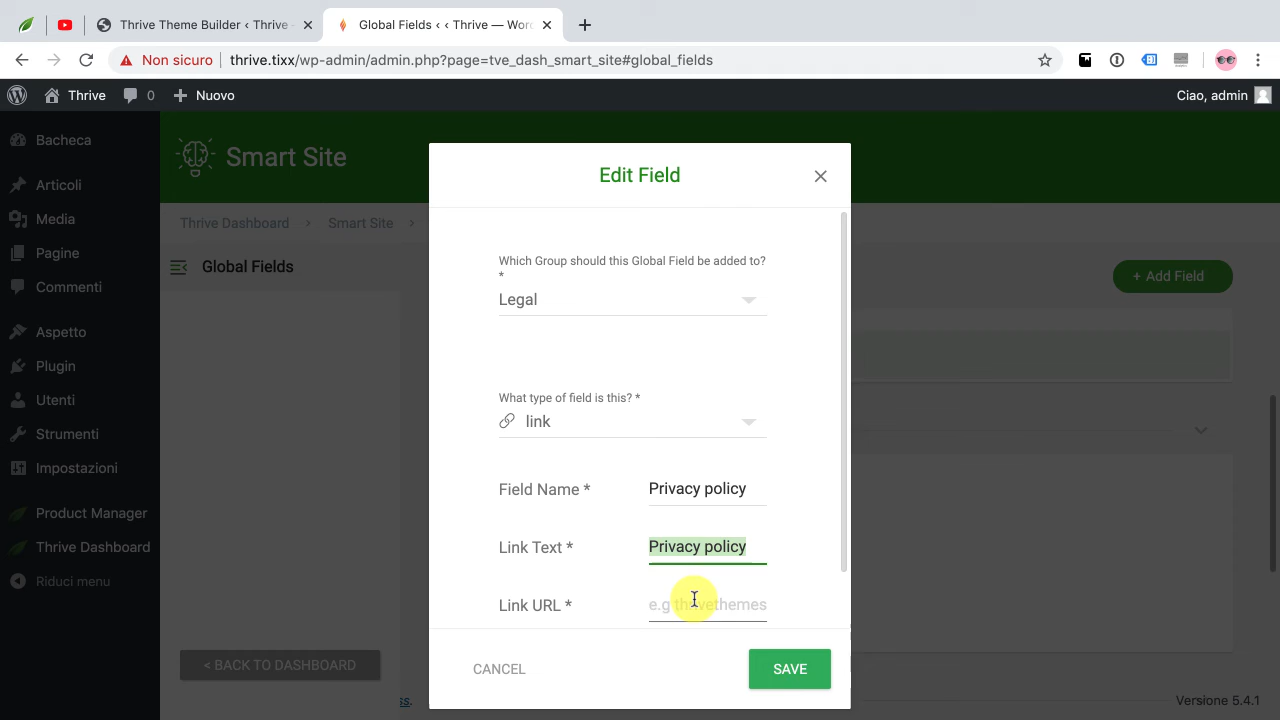 Thrive Theme Builder ‹ Thrive
Global Fields ‹ ‹ Thrive — Word
Non sicuro
thrive.tixx/wp-admin/admin.php?page=tve_dash_smart_site#global_fields
Thrive
0
Nuovo
Ciao, admin
Bacheca
Articoli
Media
Pagine
Commenti
Aspetto
Plugin
Utenti
Strumenti
Impostazioni
Product Manager
Thrive Dashboard
Riduci menu
Smart Site
Thrive Dashboard > Smart Site >
Global Fields
+ Add Field
< BACK TO DASHBOARD
ss.
Versione 5.4.1
Edit Field
Which Group should this Global Field be added to?
*
Legal
What type of field is this? *
link
Field Name *
Privacy policy
Link Text *
Privacy policy
Link URL *
e.g thrivethemes
CANCEL
SAVE